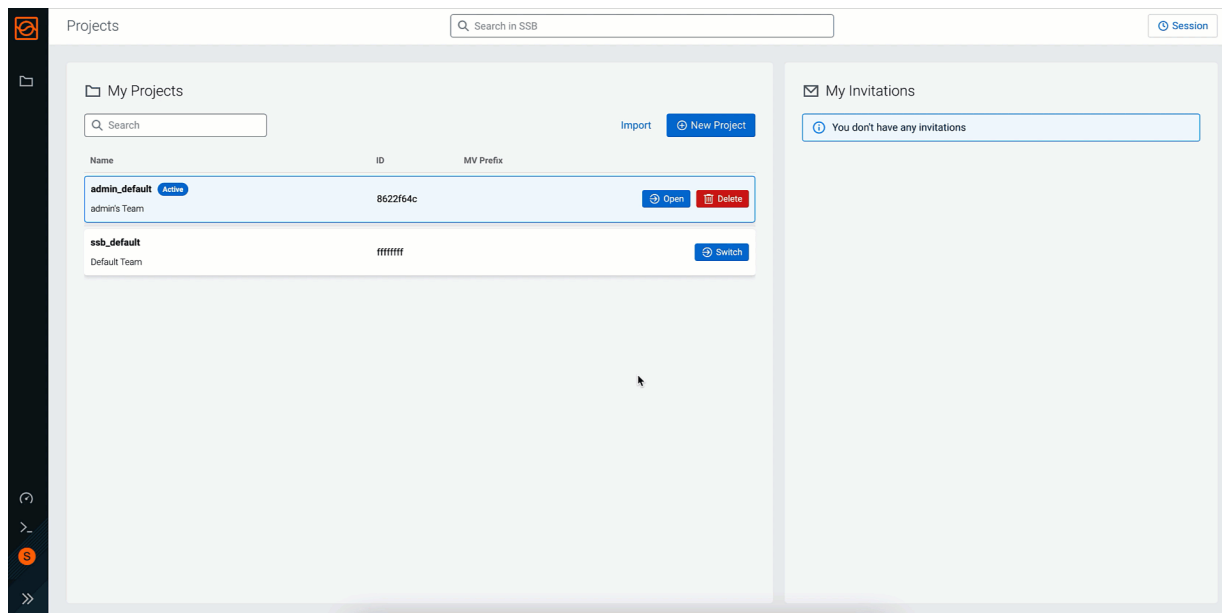 Projects
Search in SSB
Session
My Projects
Search
Import
New Project
Name ID MV Prefix
admin_default Active
admin's Team
8622f64c
Open
Delete
ssb_default
Default Team
ffffffff
Switch
My Invitations
You don't have any invitations
S